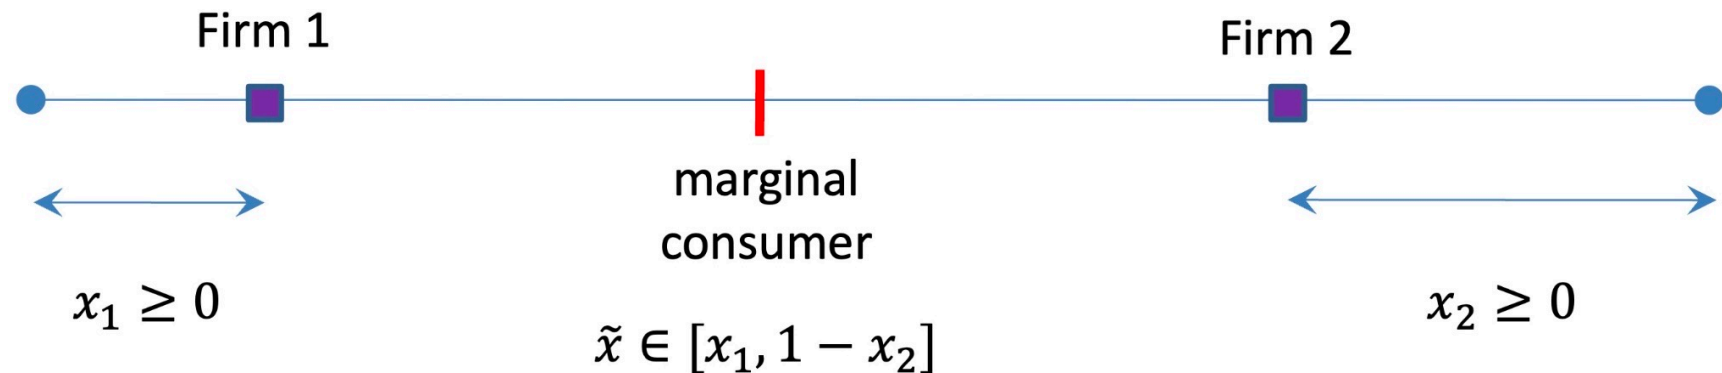 Firm 1
Firm 2
marginal
consumer
x₁ ≥ 0
x₂ ≥ 0
x̃ ∈ [x₁, 1 − x₂]